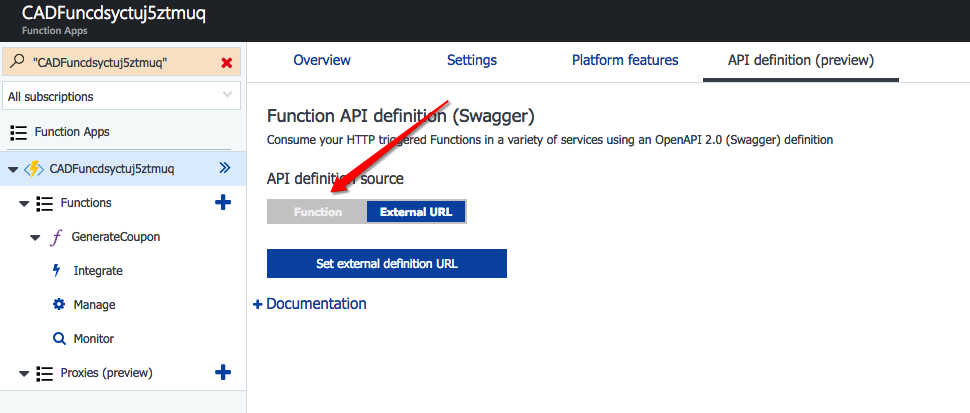 CADFuncdsyctuj5ztmuq
Function Apps
"CADFuncdsyctuj5ztmuq"
All subscriptions
Function Apps
CADFuncdsyctuj5ztmuq
Functions
GenerateCoupon
Integrate
Manage
Monitor
Proxies (preview)
Overview Settings Platform features API definition (preview)
Function API definition (Swagger)
Consume your HTTP triggered Functions in a variety of services using an OpenAPI 2.0 (Swagger) definition
API definition source
Function External URL
Set external definition URL
+ Documentation